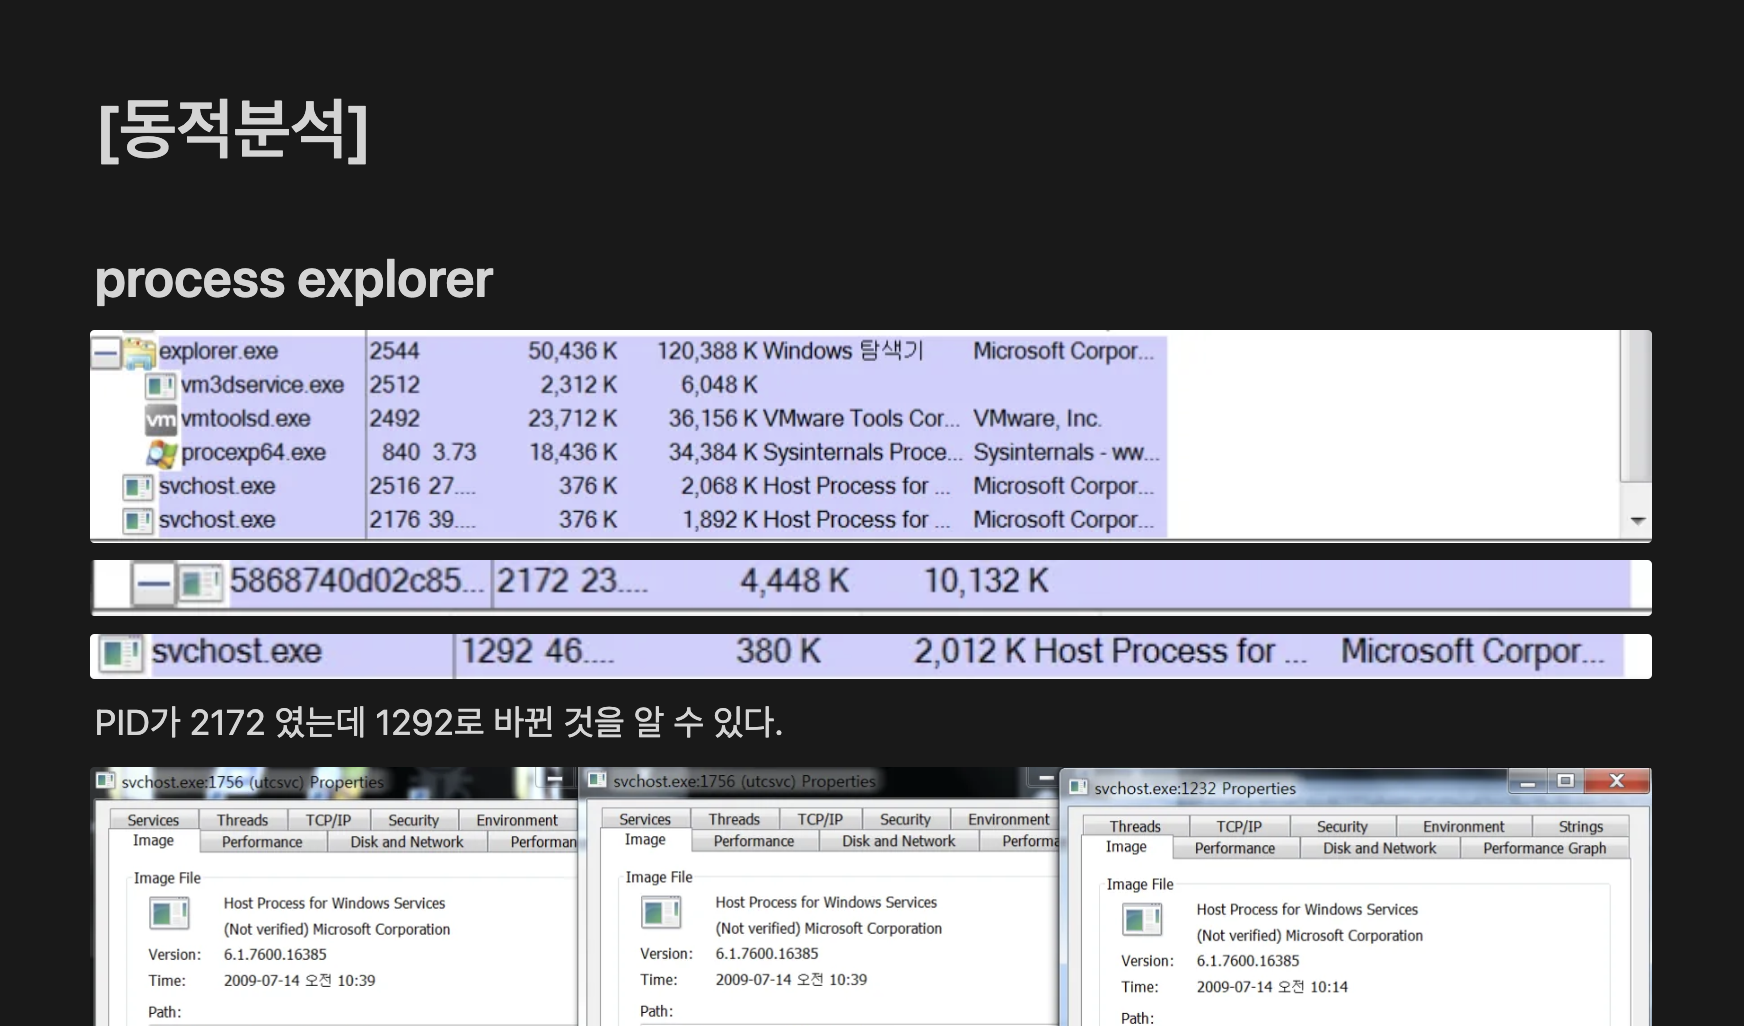 [동적분석]
process explorer
explorer.exe 2544 50,436 K 120,388 K Windows 탐색기 Microsoft Corpor...
vm3dservice.exe 2512 2,312 K 6,048 K
vm vmtoolsd.exe 2492 23,712 K 36,156 K VMware Tools Cor... VMware, Inc.
procexp64.exe 840 3.73 18,436 K 34,384 K Sysinternals Proce... Sysinternals - ww...
svchost.exe 2516 27.... 376 K 2,068 K Host Process for ... Microsoft Corpor...
svchost.exe 2176 39.... 376 K 1,892 K Host Process for ... Microsoft Corpor...
5868740d02c85... 2172 23.... 4,448 K 10,132 K
svchost.exe 1292 46.... 380 K 2,012 K Host Process for ... Microsoft Corpor...
PID가 2172 였는데 1292로 바뀐 것을 알 수 있다.
svchost.exe:1756 (utcsvc) Properties
Services Threads TCP/IP Security Environment
Image Performance Disk and Network Performan
Image File
Host Process for Windows Services
(Not verified) Microsoft Corporation
Version: 6.1.7600.16385
Time: 2009-07-14 오전 10:39
Path:
svchost.exe:1756 (utcsvc) Properties
Services Threads TCP/IP Security Environment
Image Performance Disk and Network Performa
Image File
Host Process for Windows Services
(Not verified) Microsoft Corporation
Version: 6.1.7600.16385
Time: 2009-07-14 오전 10:39
Path:
svchost.exe:1232 Properties
Threads TCP/IP Security Environment Strings
Image Performance Disk and Network Performance Graph
Image File
Host Process for Windows Services
(Not verified) Microsoft Corporation
Version: 6.1.7600.16385
Time: 2009-07-14 오전 10:14
Path: